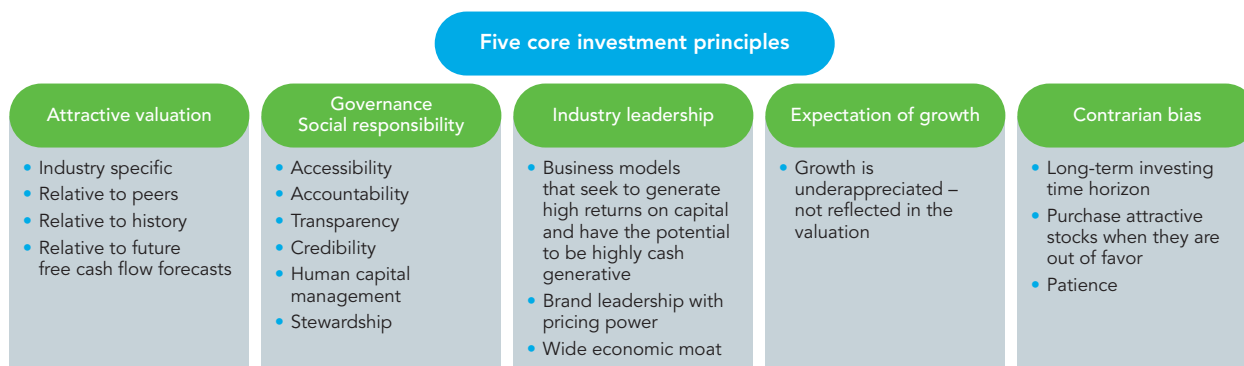 Five core investment principles
Attractive valuation
• Industry specific
• Relative to peers
• Relative to history
• Relative to future
free cash flow forecasts
Governance
Social responsibility
• Accessibility
• Accountability
• Transparency
• Credibility
• Human capital
management
• Stewardship
Industry leadership
• Business models
that seek to generate
high returns on capital
and have the potential
to be highly cash
generative
• Brand leadership with
pricing power
• Wide economic moat
Expectation of growth
• Growth is
underappreciated –
not reflected in the
valuation
Contrarian bias
• Long-term investing
time horizon
• Purchase attractive
stocks when they are
out of favor
• Patience